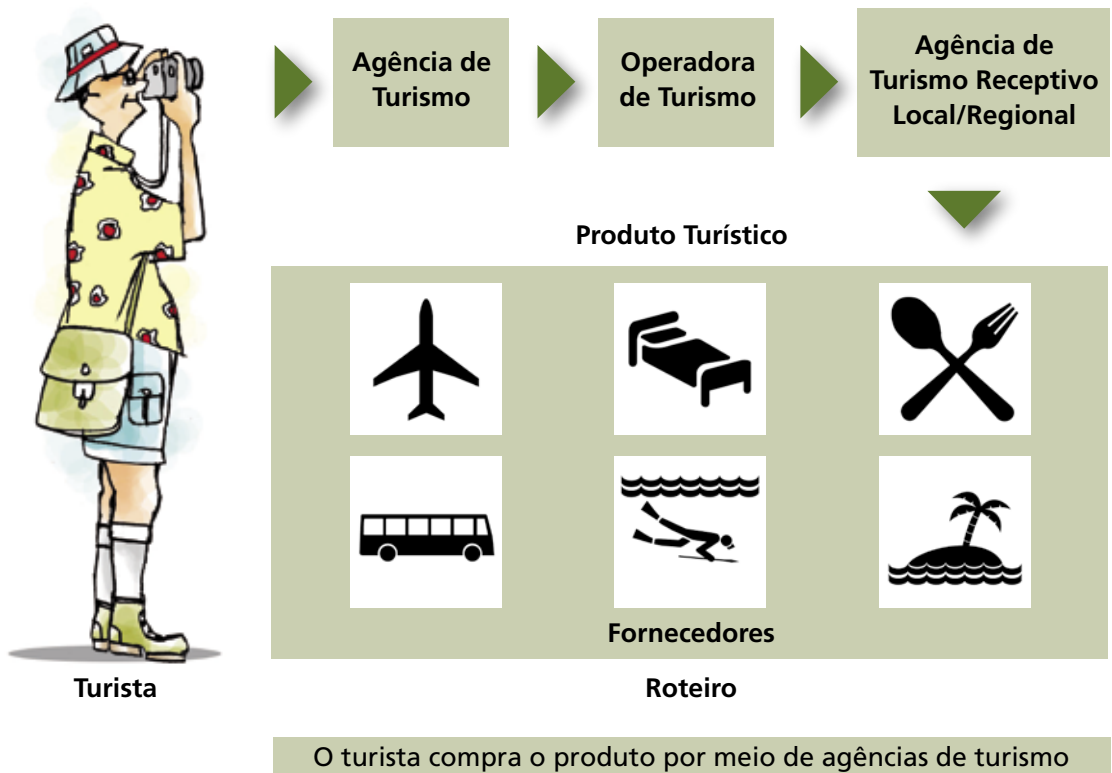 Agência de
Turismo
Operadora
de Turismo
Agência de
Turismo Receptivo
Local/Regional
Produto Turístico
Fornecedores
Turista
Roteiro
O turista compra o produto por meio de agências de turismo